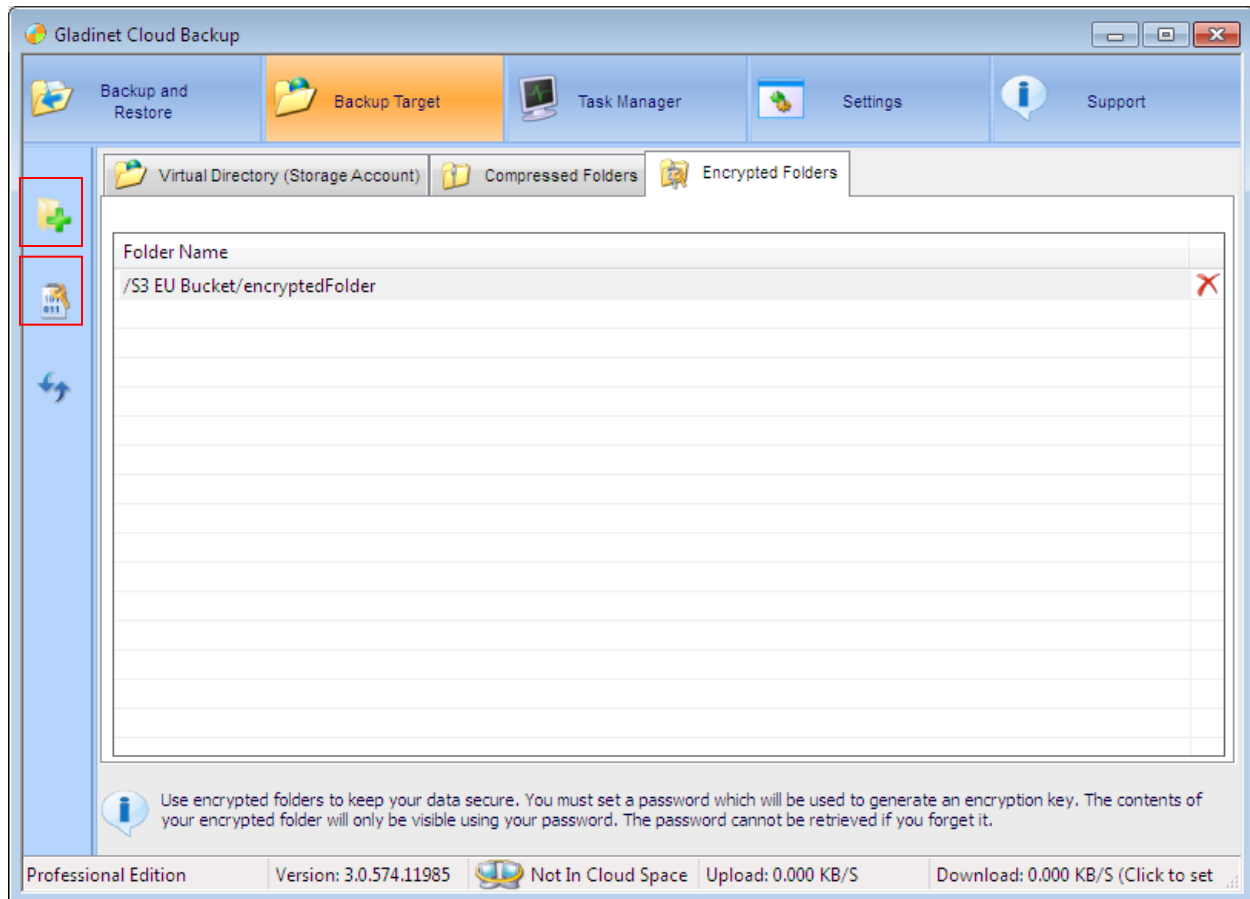 Gladinet Cloud Backup
Backup and
Restore
Backup Target
Task Manager
Settings
Support
Virtual Directory (Storage Account)
Compressed Folders
Encrypted Folders
Folder Name
/S3 EU Bucket/encryptedFolder
Use encrypted folders to keep your data secure. You must set a password which will be used to generate an encryption key. The contents of
your encrypted folder will only be visible using your password. The password cannot be retrieved if you forget it.
Professional Edition
Version: 3.0.574.11985
Not In Cloud Space
Upload: 0.000 KB/S
Download: 0.000 KB/S (Click to set